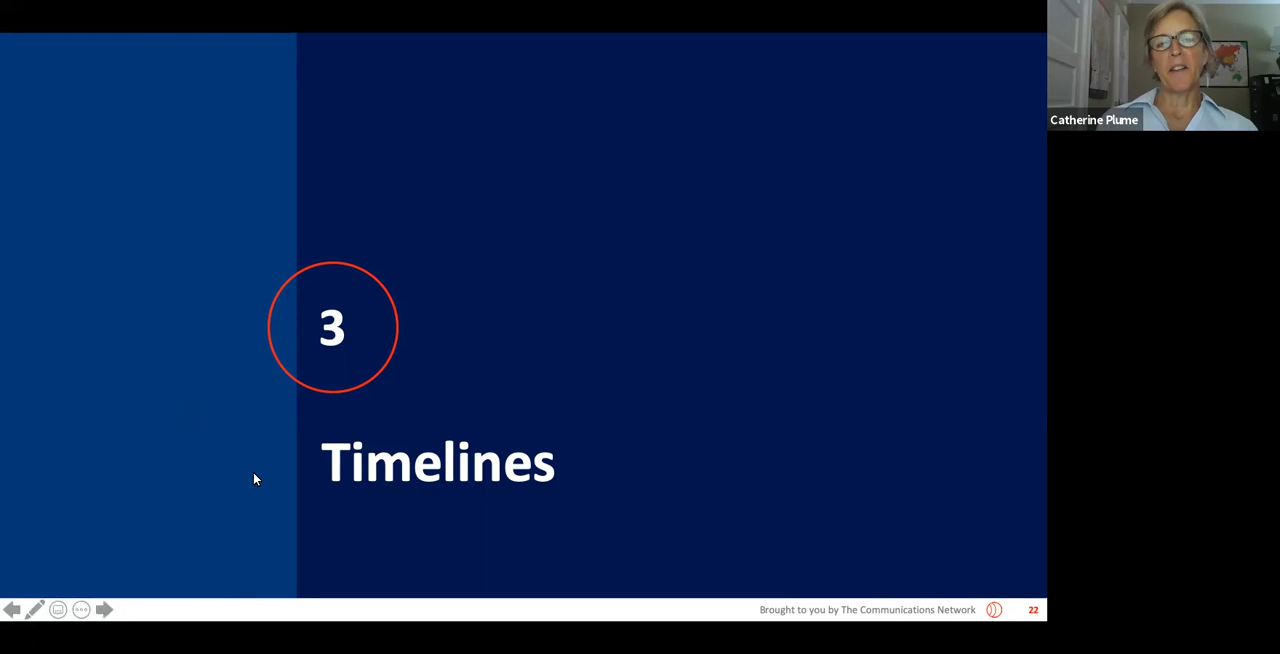 Catherine Plume
3
Timelines
Brought to you by The Communications Network
22